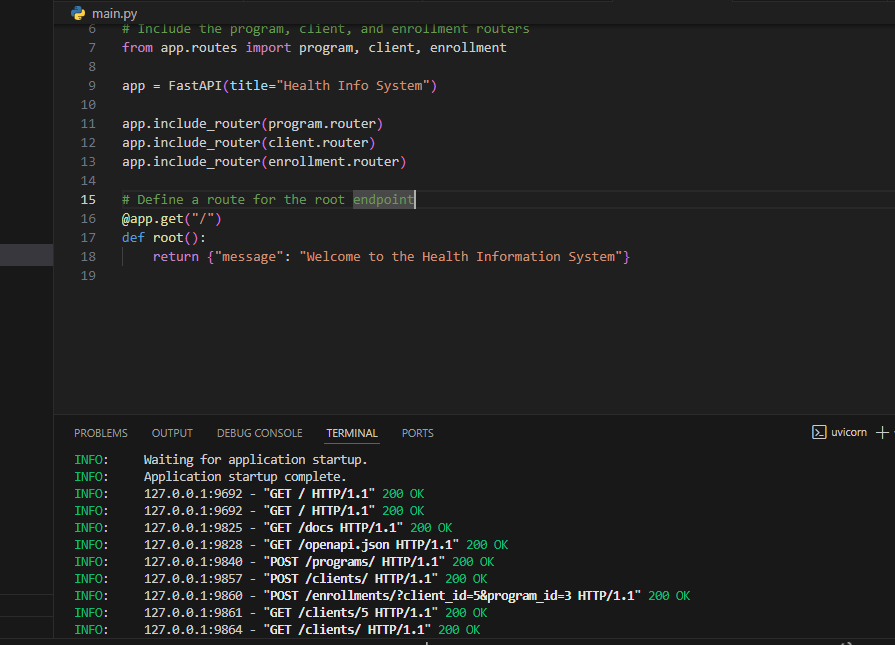 main.py
6 # Include the program, client, and enrollment routers
7 from app.routes import program, client, enrollment
8
9 app = FastAPI(title="Health Info System")
10
11 app.include_router(program.router)
12 app.include_router(client.router)
13 app.include_router(enrollment.router)
14
15 # Define a route for the root endpoint
16 @app.get("/")
17 def root():
18     return {"message": "Welcome to the Health Information System"}
19
PROBLEMS OUTPUT DEBUG CONSOLE TERMINAL PORTS uvicorn
INFO:     Waiting for application startup.
INFO:     Application startup complete.
INFO:     127.0.0.1:9692 - "GET / HTTP/1.1" 200 OK
INFO:     127.0.0.1:9692 - "GET / HTTP/1.1" 200 OK
INFO:     127.0.0.1:9825 - "GET /docs HTTP/1.1" 200 OK
INFO:     127.0.0.1:9828 - "GET /openapi.json HTTP/1.1" 200 OK
INFO:     127.0.0.1:9840 - "POST /programs/ HTTP/1.1" 200 OK
INFO:     127.0.0.1:9857 - "POST /clients/ HTTP/1.1" 200 OK
INFO:     127.0.0.1:9860 - "POST /enrollments/?client_id=5&program_id=3 HTTP/1.1" 200 OK
INFO:     127.0.0.1:9861 - "GET /clients/5 HTTP/1.1" 200 OK
INFO:     127.0.0.1:9864 - "GET /clients/ HTTP/1.1" 200 OK